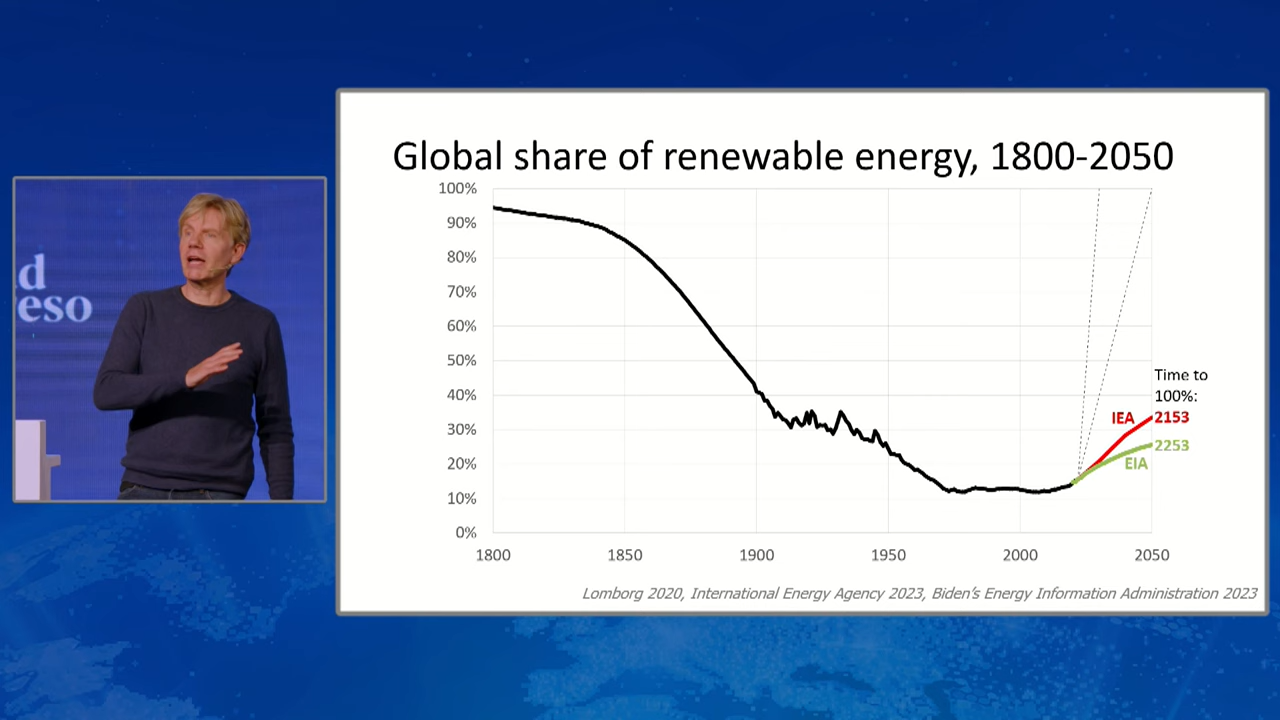 d
eso
Global share of renewable energy, 1800-2050
100%
90%
80%
70%
60%
50%
40%
30%
20%
10%
0%
1800
1850
1900
1950
2000
2050
Time to
100%:
IEA 2153
2253
EIA
Lomborg 2020, International Energy Agency 2023, Biden's Energy Information Administration 2023